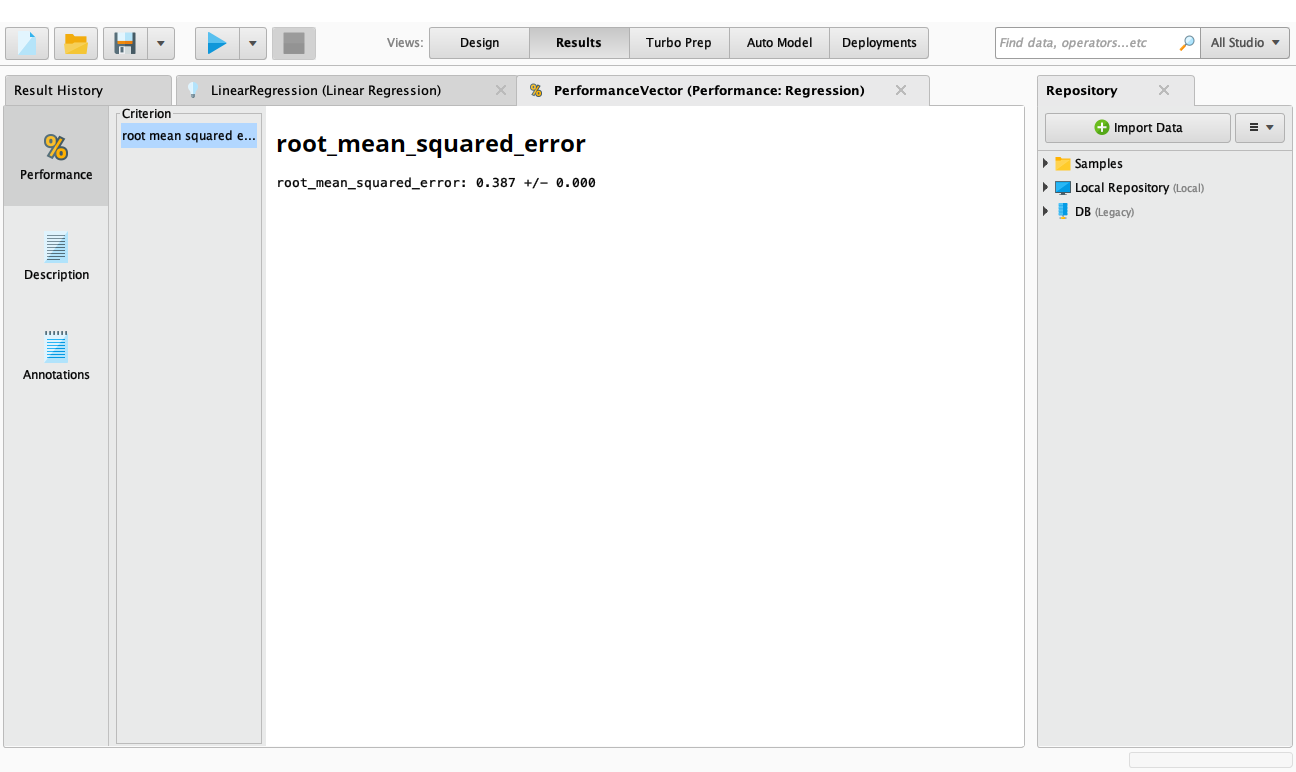 Views:
Design
Results
Turbo Prep
Auto Model
Deployments
Find data, operators...etc
All Studio
Result History
LinearRegression (Linear Regression)
PerformanceVector (Performance: Regression)
Repository
Performance
Description
Annotations
Criterion
root mean squared e...
root_mean_squared_error
root_mean_squared_error: 0.387 +/- 0.000
Import Data
Samples
Local Repository (Local)
DB (Legacy)